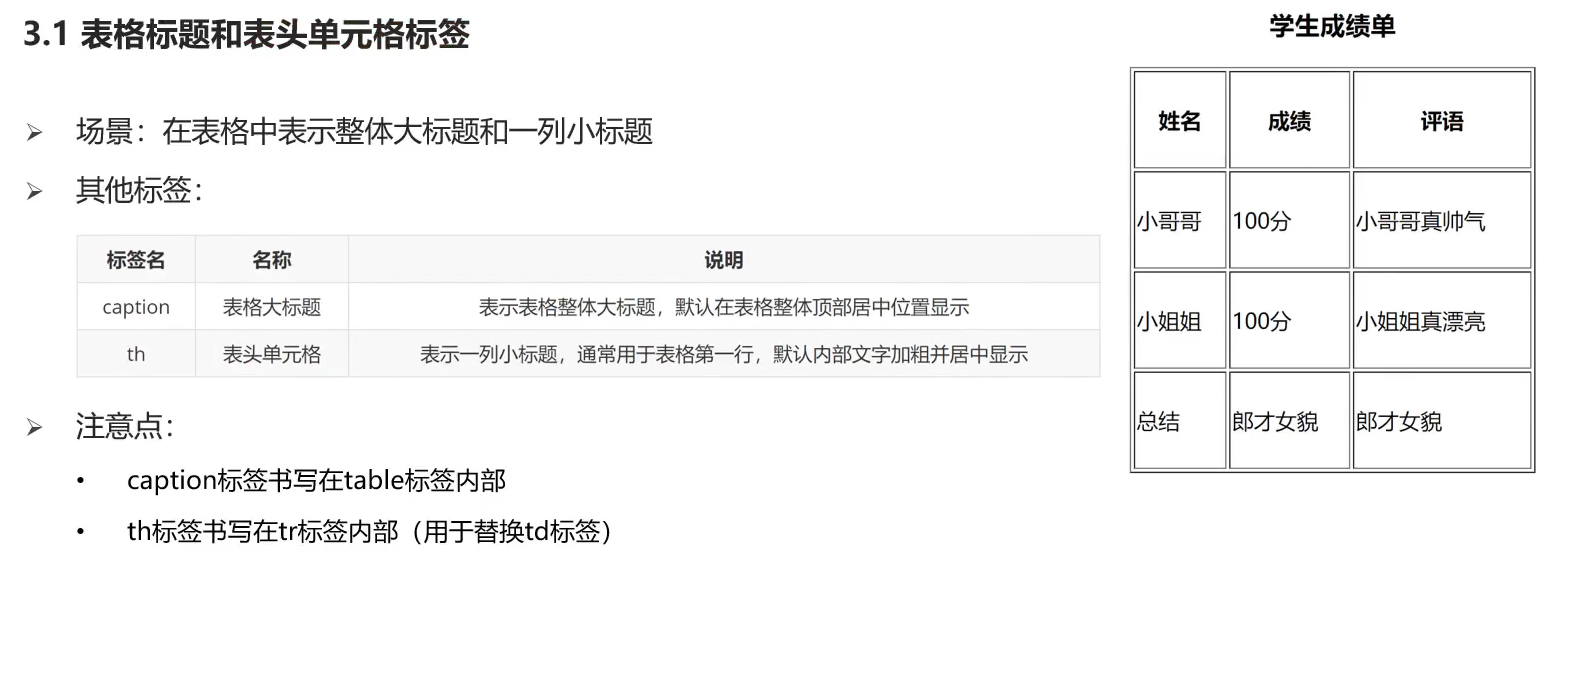 3.1 表格标题和表头单元格标签
场景：在表格中表示整体大标题和一列小标题
其他标签：
标签名 名称 说明
caption 表格大标题 表示表格整体大标题，默认在表格整体顶部居中位置显示
th 表头单元格 表示一列小标题，通常用于表格第一行，默认内部文字加粗并居中显示
注意点：
caption标签书写在table标签内部
th标签书写在tr标签内部（用于替换td标签）
学生成绩单
姓名 成绩 评语
小哥哥 100分 小哥哥真帅气
小姐姐 100分 小姐姐真漂亮
总结 郎才女貌 郎才女貌